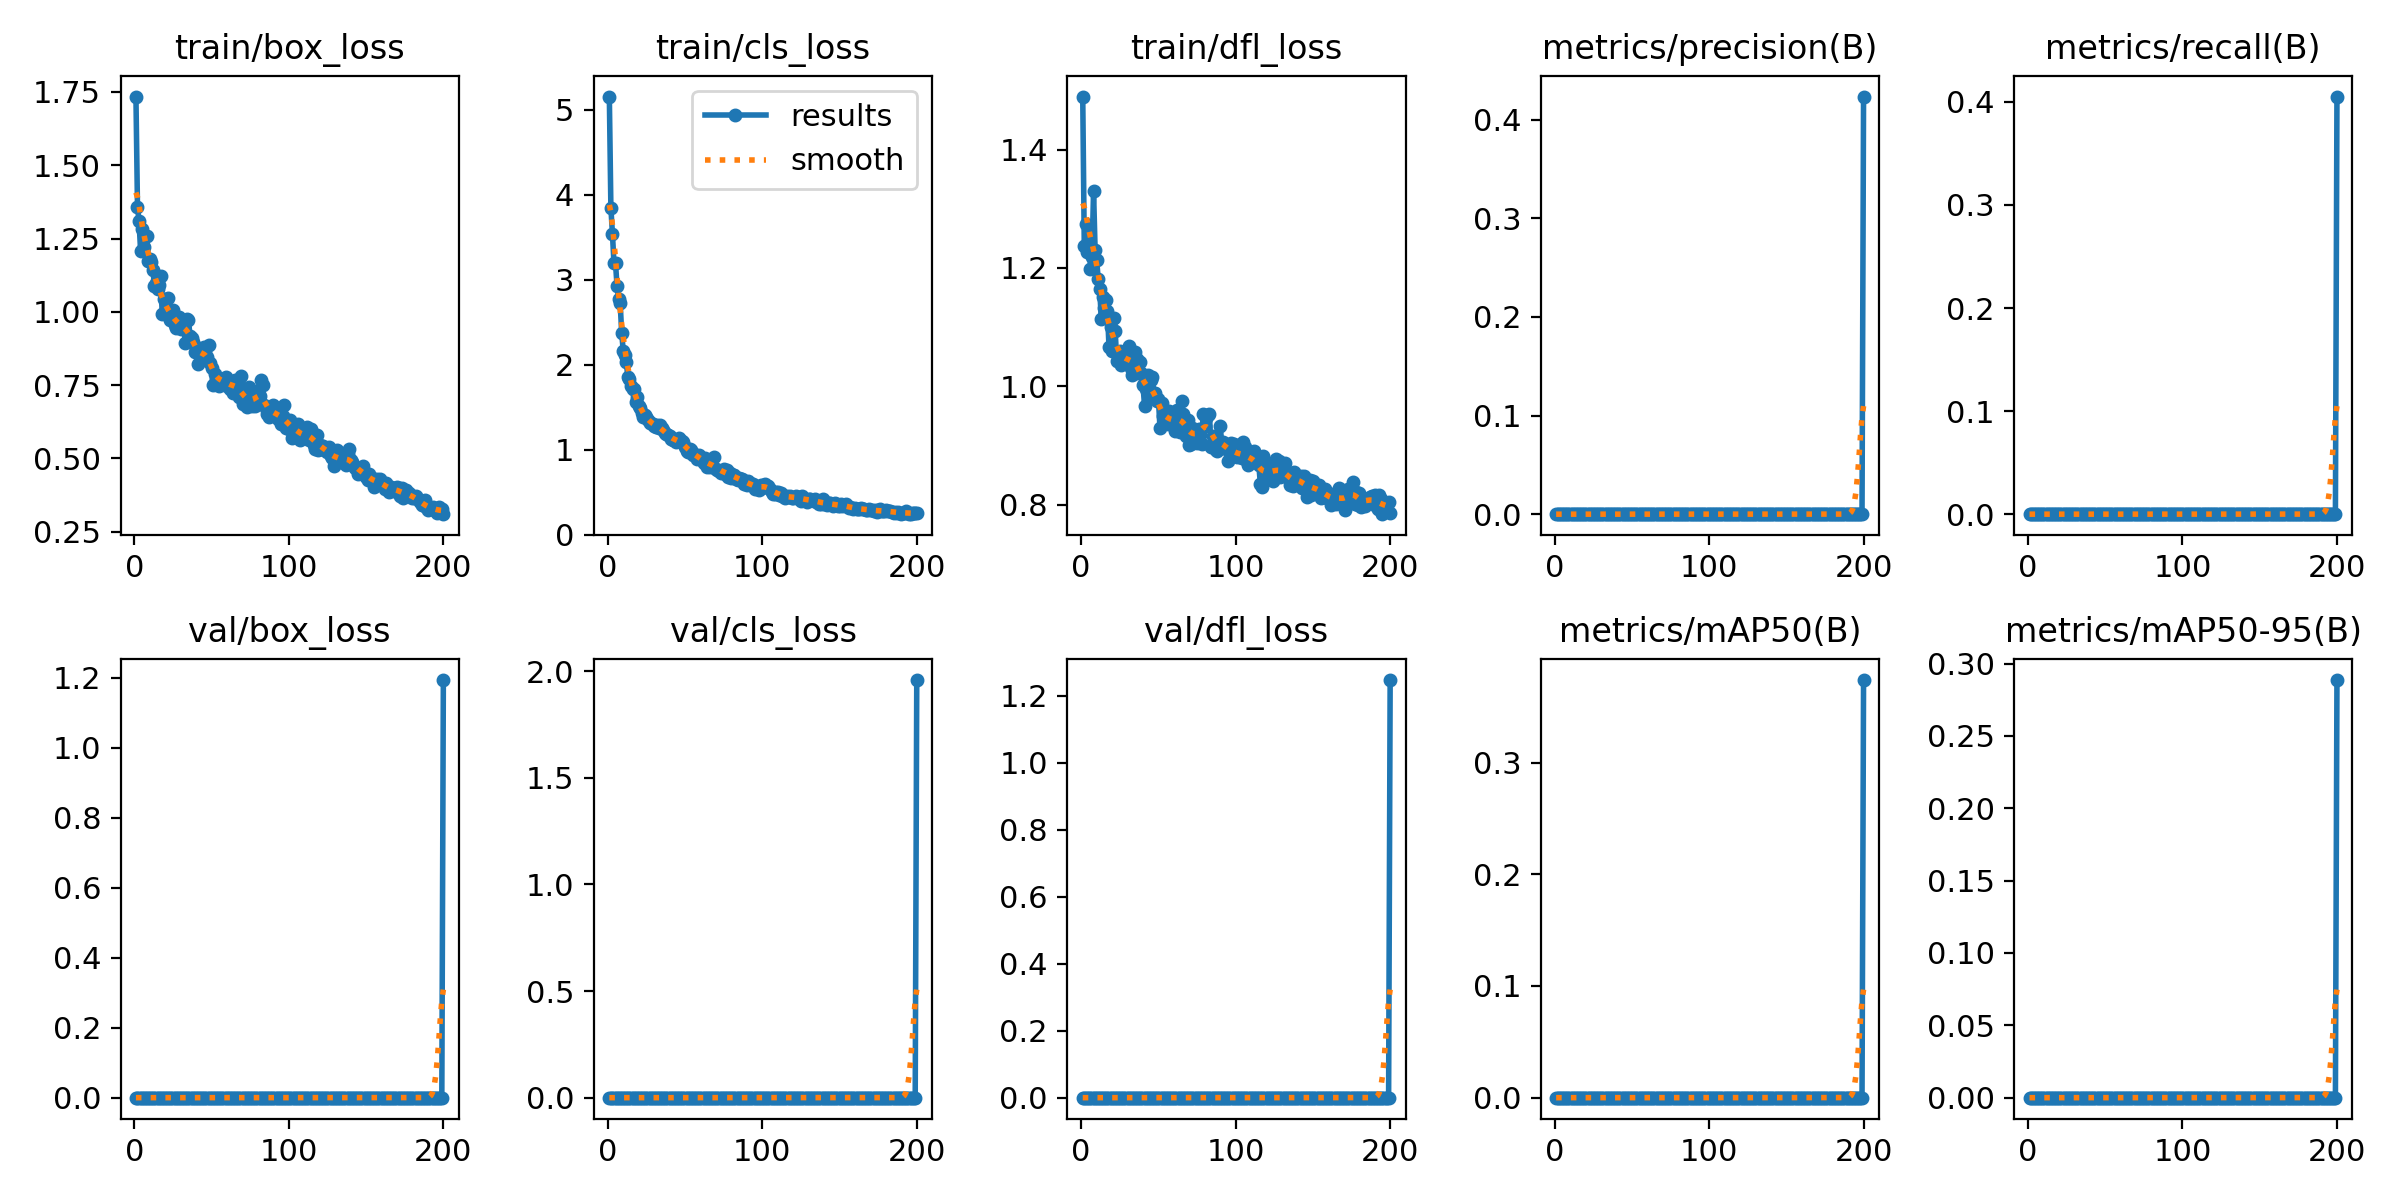 train/box_loss
1.75
1.50
1.25
1.00
0.75
0.50
0.25
0 100 200
train/cls_loss
results
smooth
5
4
3
2
1
0
0 100 200
train/dfl_loss
1.4
1.2
1.0
0.8
0 100 200
metrics/precision(B)
0.4
0.3
0.2
0.1
0.0
0 100 200
metrics/recall(B)
0.4
0.3
0.2
0.1
0.0
0 100 200
val/box_loss
1.2
1.0
0.8
0.6
0.4
0.2
0.0
0 100 200
val/cls_loss
2.0
1.5
1.0
0.5
0.0
0 100 200
val/dfl_loss
1.2
1.0
0.8
0.6
0.4
0.2
0.0
0 100 200
metrics/mAP50(B)
0.3
0.2
0.1
0.0
0 100 200
metrics/mAP50-95(B)
0.30
0.25
0.20
0.15
0.10
0.05
0.00
0 100 200